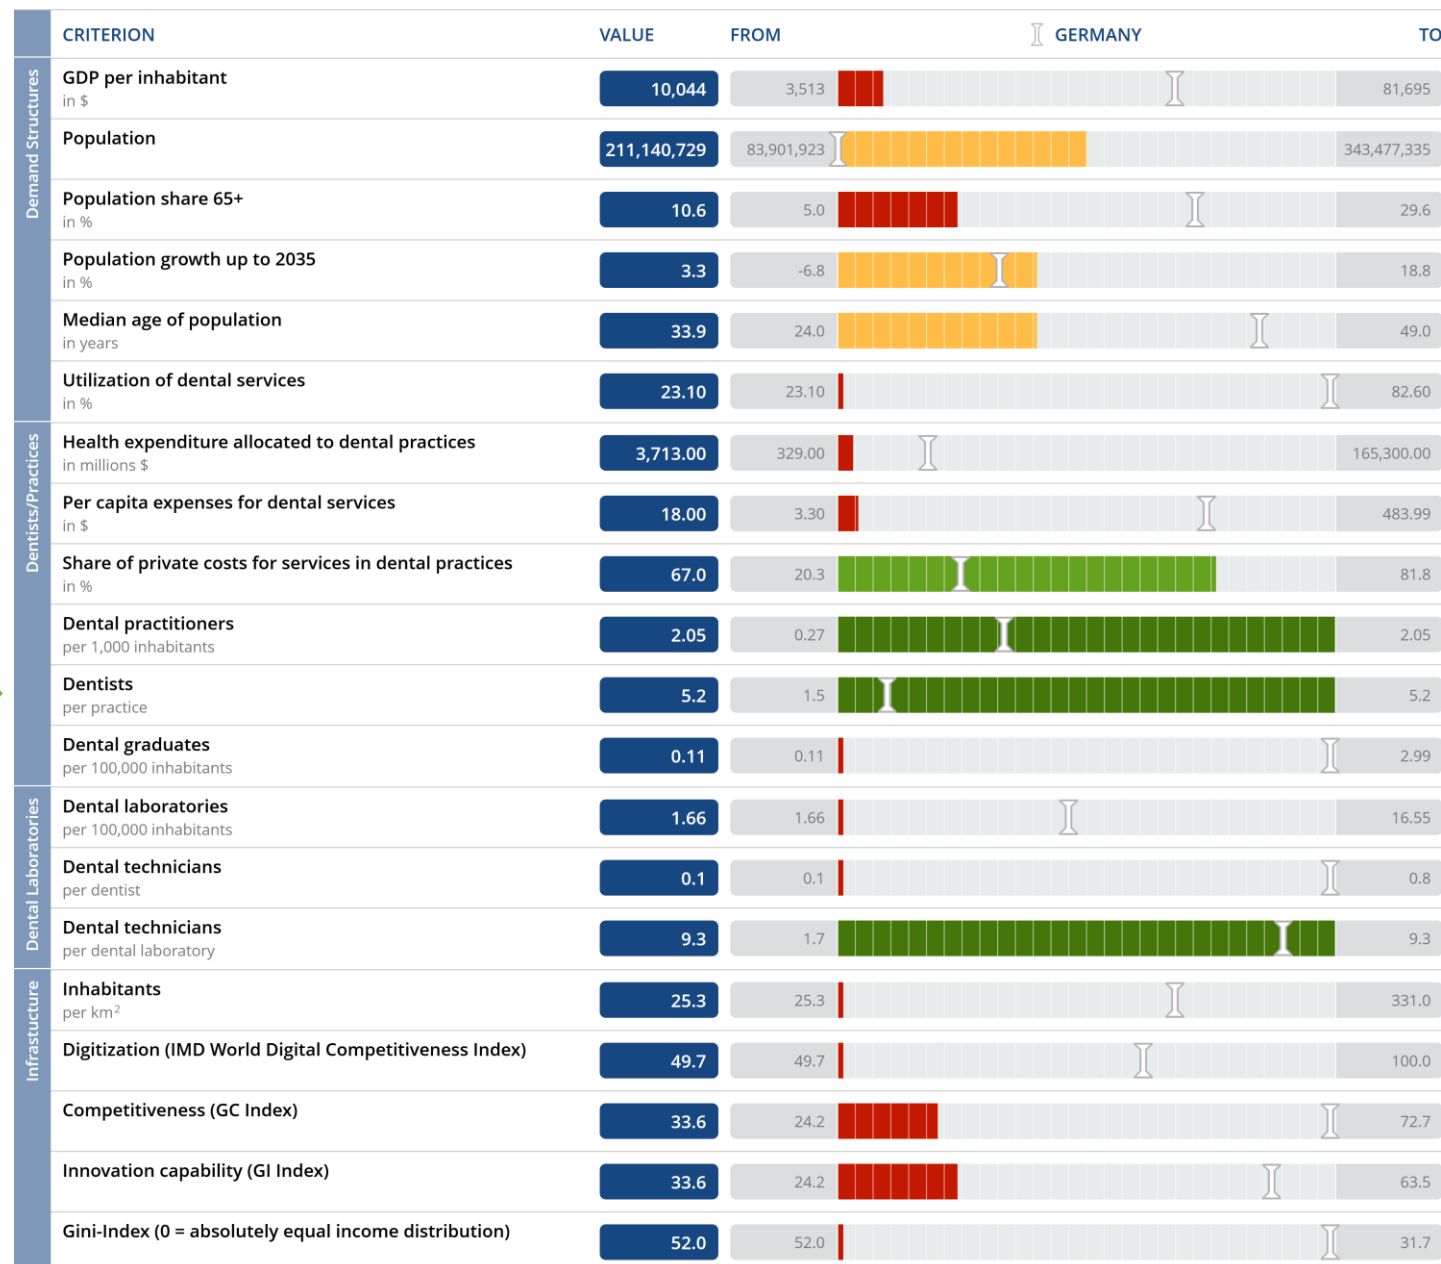 CRITERION VALUE FROM GERMANY TO
Demand Structures
GDP per inhabitant
in $
10,044 3,513 81,695
Population
211,140,729 83,901,923 343,477,335
Population share 65+
in %
10.6 5.0 29.6
Population growth up to 2035
in %
3.3 -6.8 18.8
Median age of population
in years
33.9 24.0 49.0
Utilization of dental services
in %
23.10 23.10 82.60
Dentists/Practices
Health expenditure allocated to dental practices
in millions $
3,713.00 329.00 165,300.00
Per capita expenses for dental services
in $
18.00 3.30 483.99
Share of private costs for services in dental practices
in %
67.0 20.3 81.8
Dental practitioners
per 1,000 inhabitants
2.05 0.27 2.05
Dentists
per practice
5.2 1.5 5.2
Dental graduates
per 100,000 inhabitants
0.11 0.11 2.99
Dental Laboratories
Dental laboratories
per 100,000 inhabitants
1.66 1.66 16.55
Dental technicians
per dentist
0.1 0.1 0.8
Dental technicians
per dental laboratory
9.3 1.7 9.3
Infrastucture
Inhabitants
per km²
25.3 25.3 331.0
Digitization (IMD World Digital Competitiveness Index)
49.7 49.7 100.0
Competitiveness (GC Index)
33.6 24.2 72.7
Innovation capability (GI Index)
33.6 24.2 63.5
Gini-Index (0 = absolutely equal income distribution)
52.0 52.0 31.7